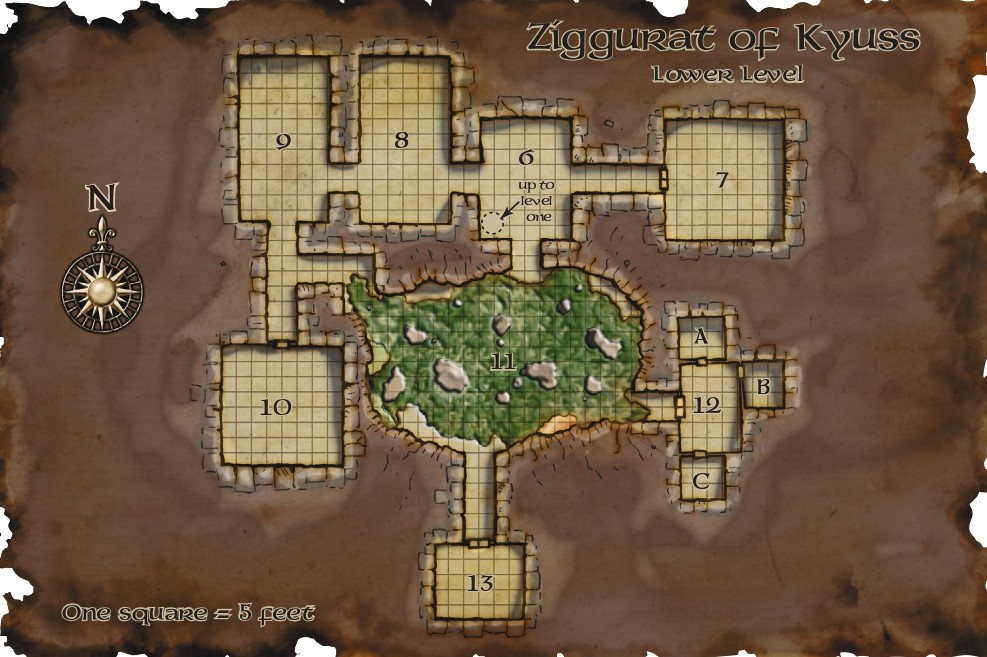 Ziggurat of Kyuss
Lower Level
9
8
6
7
up to
level
one
N
A
11
B
10
12
C
13
One square = 5 feet